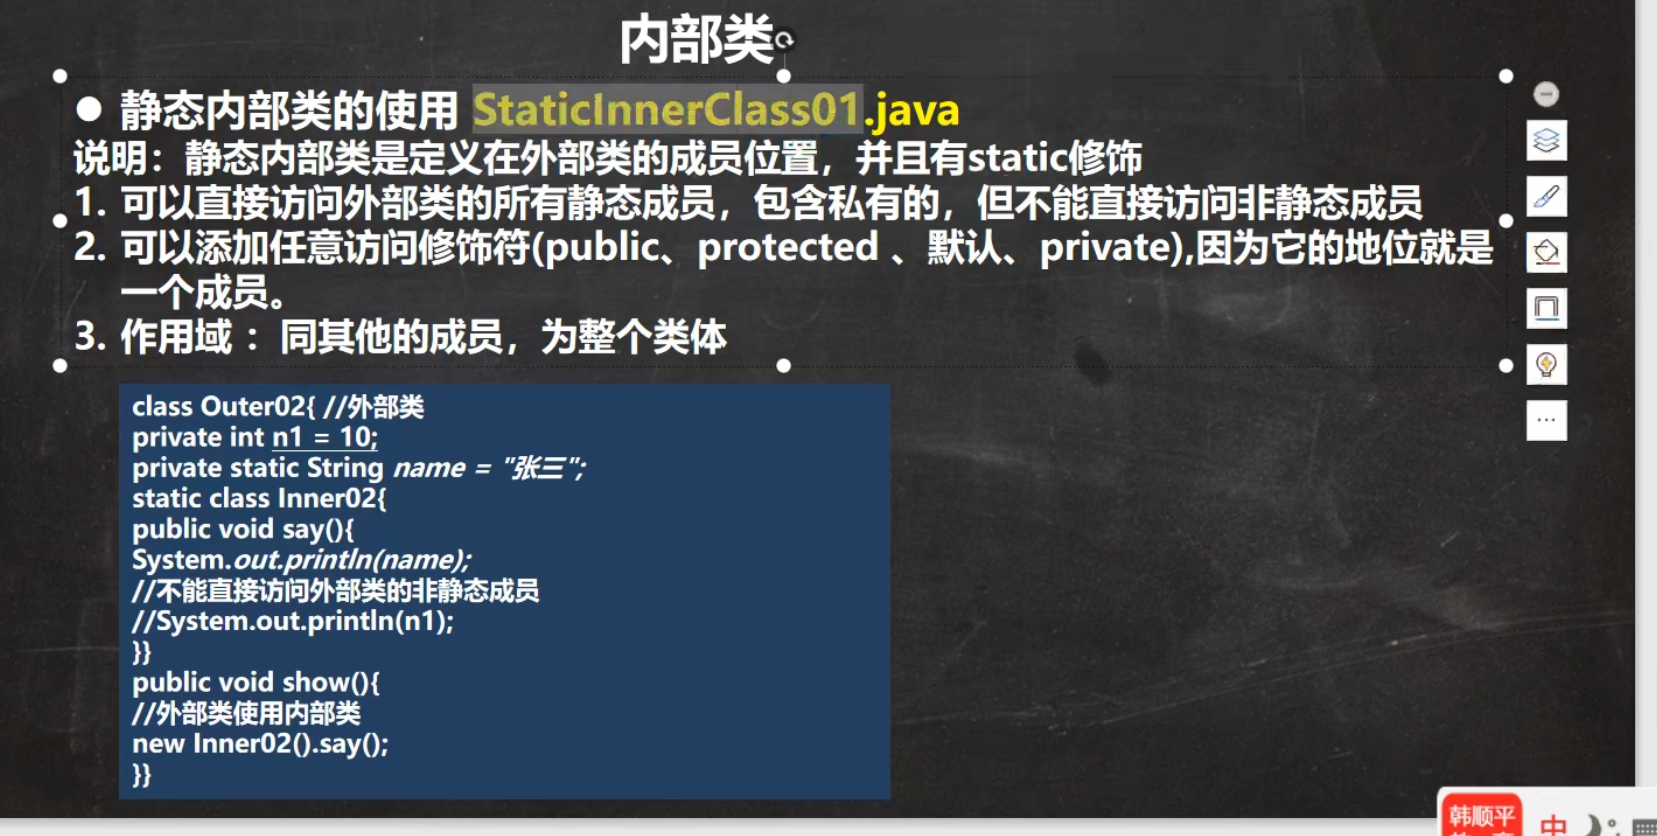 内部类
● 静态内部类的使用 StaticInnerClass01.java
说明：静态内部类是定义在外部类的成员位置，并且有static修饰
1. 可以直接访问外部类的所有静态成员，包含私有的，但不能直接访问非静态成员
2. 可以添加任意访问修饰符(public、protected 、默认、private),因为它的地位就是
一个成员。
3. 作用域 ：同其他的成员，为整个类体
class Outer02{ //外部类
private int n1 = 10;
private static String name = "张三";
static class Inner02{
public void say(){
System.out.println(name);
//不能直接访问外部类的非静态成员
//System.out.println(n1);
}}
public void show(){
//外部类使用内部类
new Inner02().say();
}}
韩顺平
中